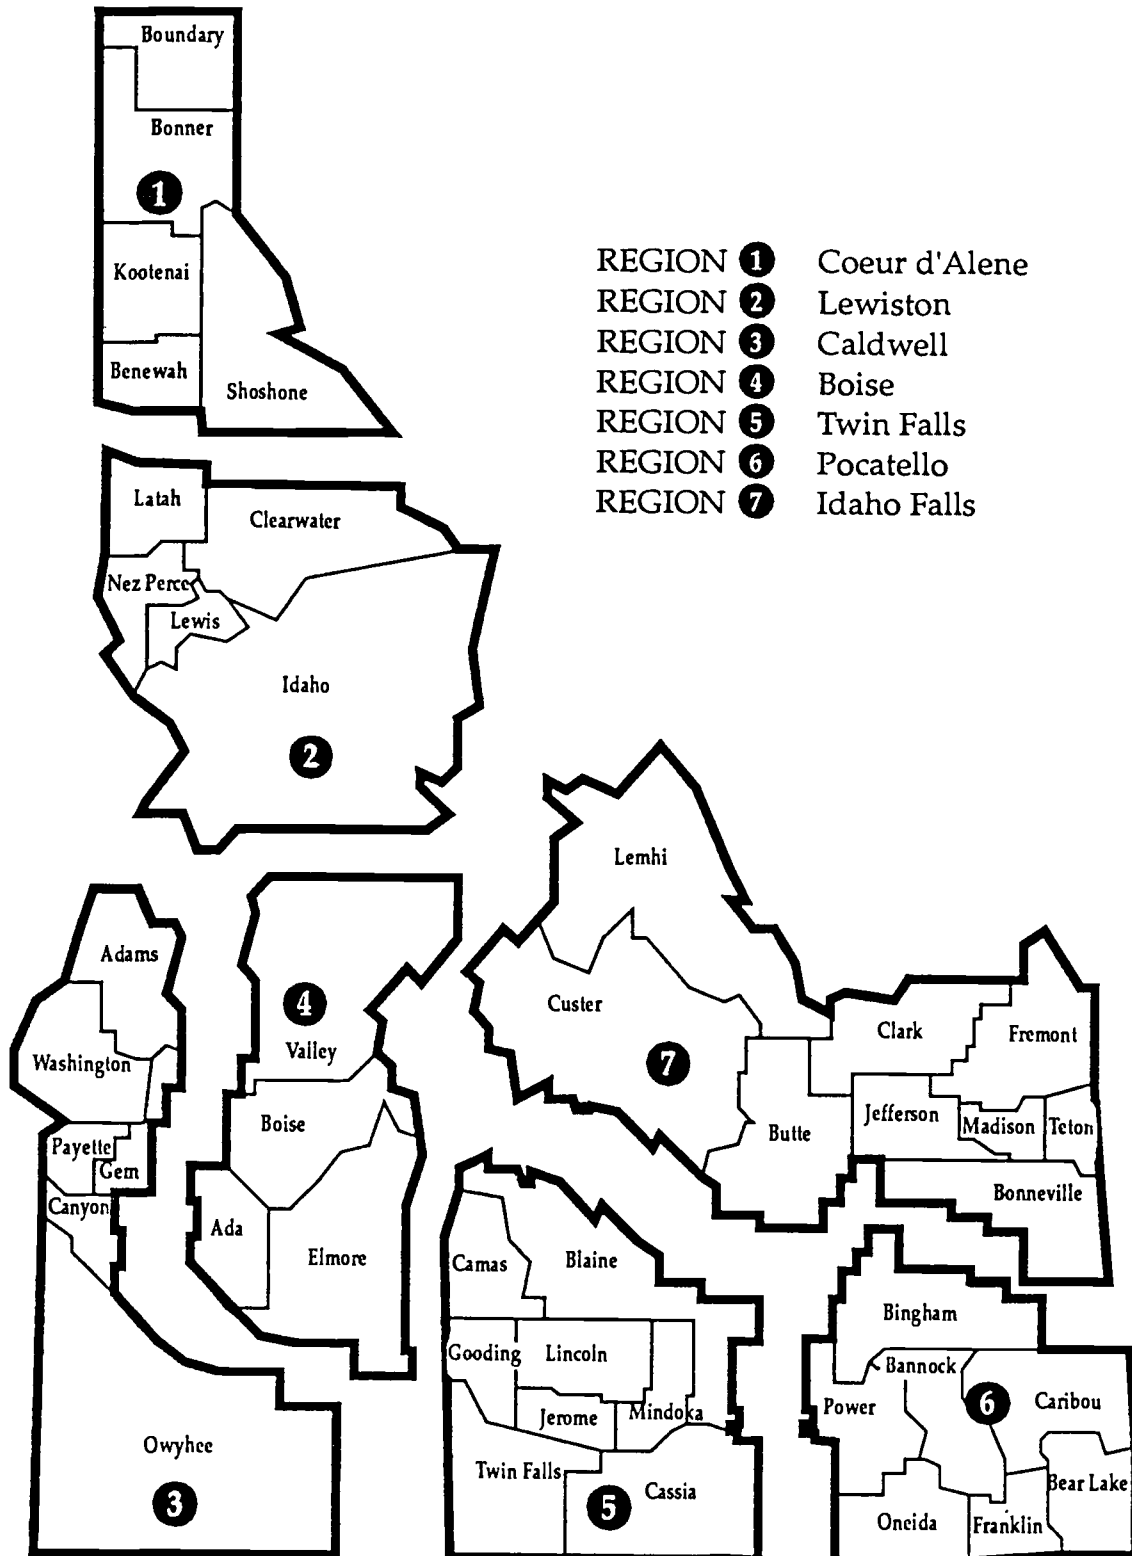 Boundary
Bonner
1
Kootenai
Benewah
Shoshone
REGION 1 Coeur d'Alene
REGION 2 Lewiston
REGION 3 Caldwell
REGION 4 Boise
REGION 5 Twin Falls
REGION 6 Pocatello
REGION 7 Idaho Falls
Latah
Clearwater
Nez Perce
Lewis
Idaho
2
Adams
Washington
Payette
Gem
Canyon
Owyhee
3
4
Valley
Boise
Ada
Elmore
Lemhi
Custer
7
Clark
Fremont
Butte
Jefferson
Madison
Teton
Bonneville
Camas
Blaine
Gooding
Lincoln
Jerome
Mindoka
Twin Falls
Cassia
5
Bingham
Bannock
Power
6
Caribou
Bear Lake
Oneida
Franklin